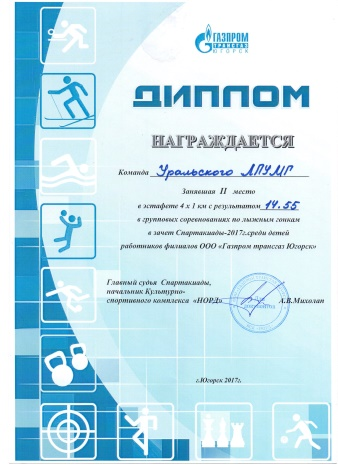 ГАЗПРОМ
ТРАНСГАЗ
ЮГОРСК
ДИПЛОМ
НАГРАЖДАЕТСЯ
Команда Уральского ЛПУМГ
Занявшая II место
в эстафете 4 х 1 км с результатом 14.55
в групповых соревнованиях по лыжным гонкам
в зачет Спартакиады-2017г.среди детей
работников филиалов ООО «Газпром трансгаз Югорск»
Главный судья Спартакиады,
начальник Культурно-
спортивного комплекса «НОРД» А.В.Михолап
г.Югорск 2017г.